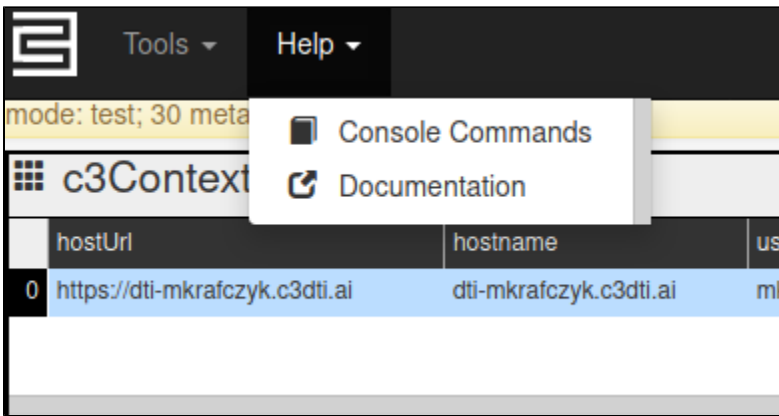 Tools Help
mode: test; 30 meta
Console Commands
c3Context
Documentation
hostUrl hostname us
0 https://dti-mkrafczyk.c3dti.ai dti-mkrafczyk.c3dti.ai